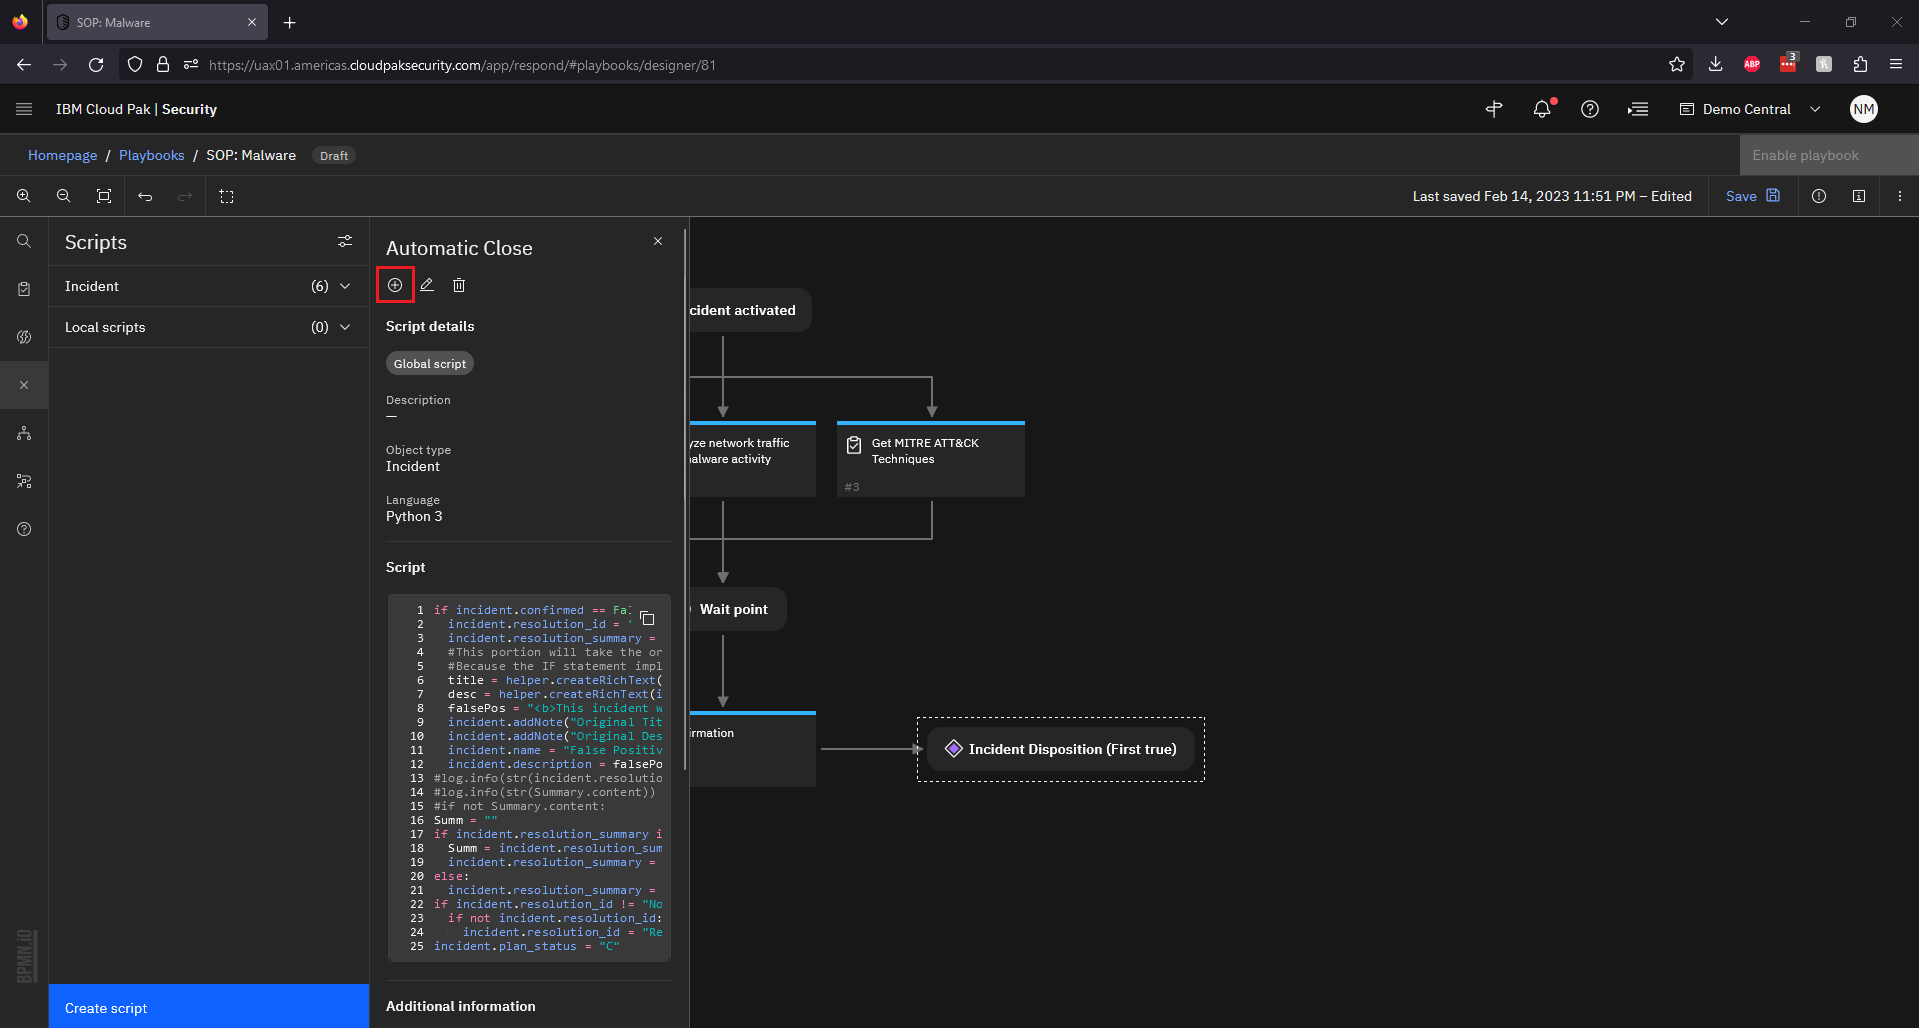 SOP: Malware
https://uax01.americas.cloudpaksecurity.com/app/respond/#playbooks/designer/81
ABP
3
IBM Cloud Pak | Security
Demo Central
NM
Homepage / Playbooks / SOP: Malware Draft
Enable playbook
Last saved Feb 14, 2023 11:51 PM – Edited
Save
Scripts
Incident (6)
Local scripts (0)
Create script
BPMN.iO
Automatic Close
Script details
Global script
Description
—
Object type
Incident
Language
Python 3
Script
1 if incident.confirmed == Fal
2 incident.resolution_id = '
3 incident.resolution_summary =
4 #This portion will take the or
5 #Because the IF statement impl
6 title = helper.createRichText(
7 desc = helper.createRichText(i
8 falsePos = "<b>This incident w
9 incident.addNote("Original Tit
10 incident.addNote("Original Des
11 incident.name = "False Positiv
12 incident.description = falsePo
13 #log.info(str(incident.resolutio
14 #log.info(str(Summary.content))
15 #if not Summary.content:
16 Summ = ""
17 if incident.resolution_summary i
18 Summ = incident.resolution_sum
19 incident.resolution_summary =
20 else:
21 incident.resolution_summary =
22 if incident.resolution_id != "No
23 if not incident.resolution_id:
24 incident.resolution_id = "Re
25 incident.plan_status = "C"
Additional information
cident activated
yze network traffic
alware activity
Get MITRE ATT&CK
Techniques
#3
Wait point
rmation
Incident Disposition (First true)